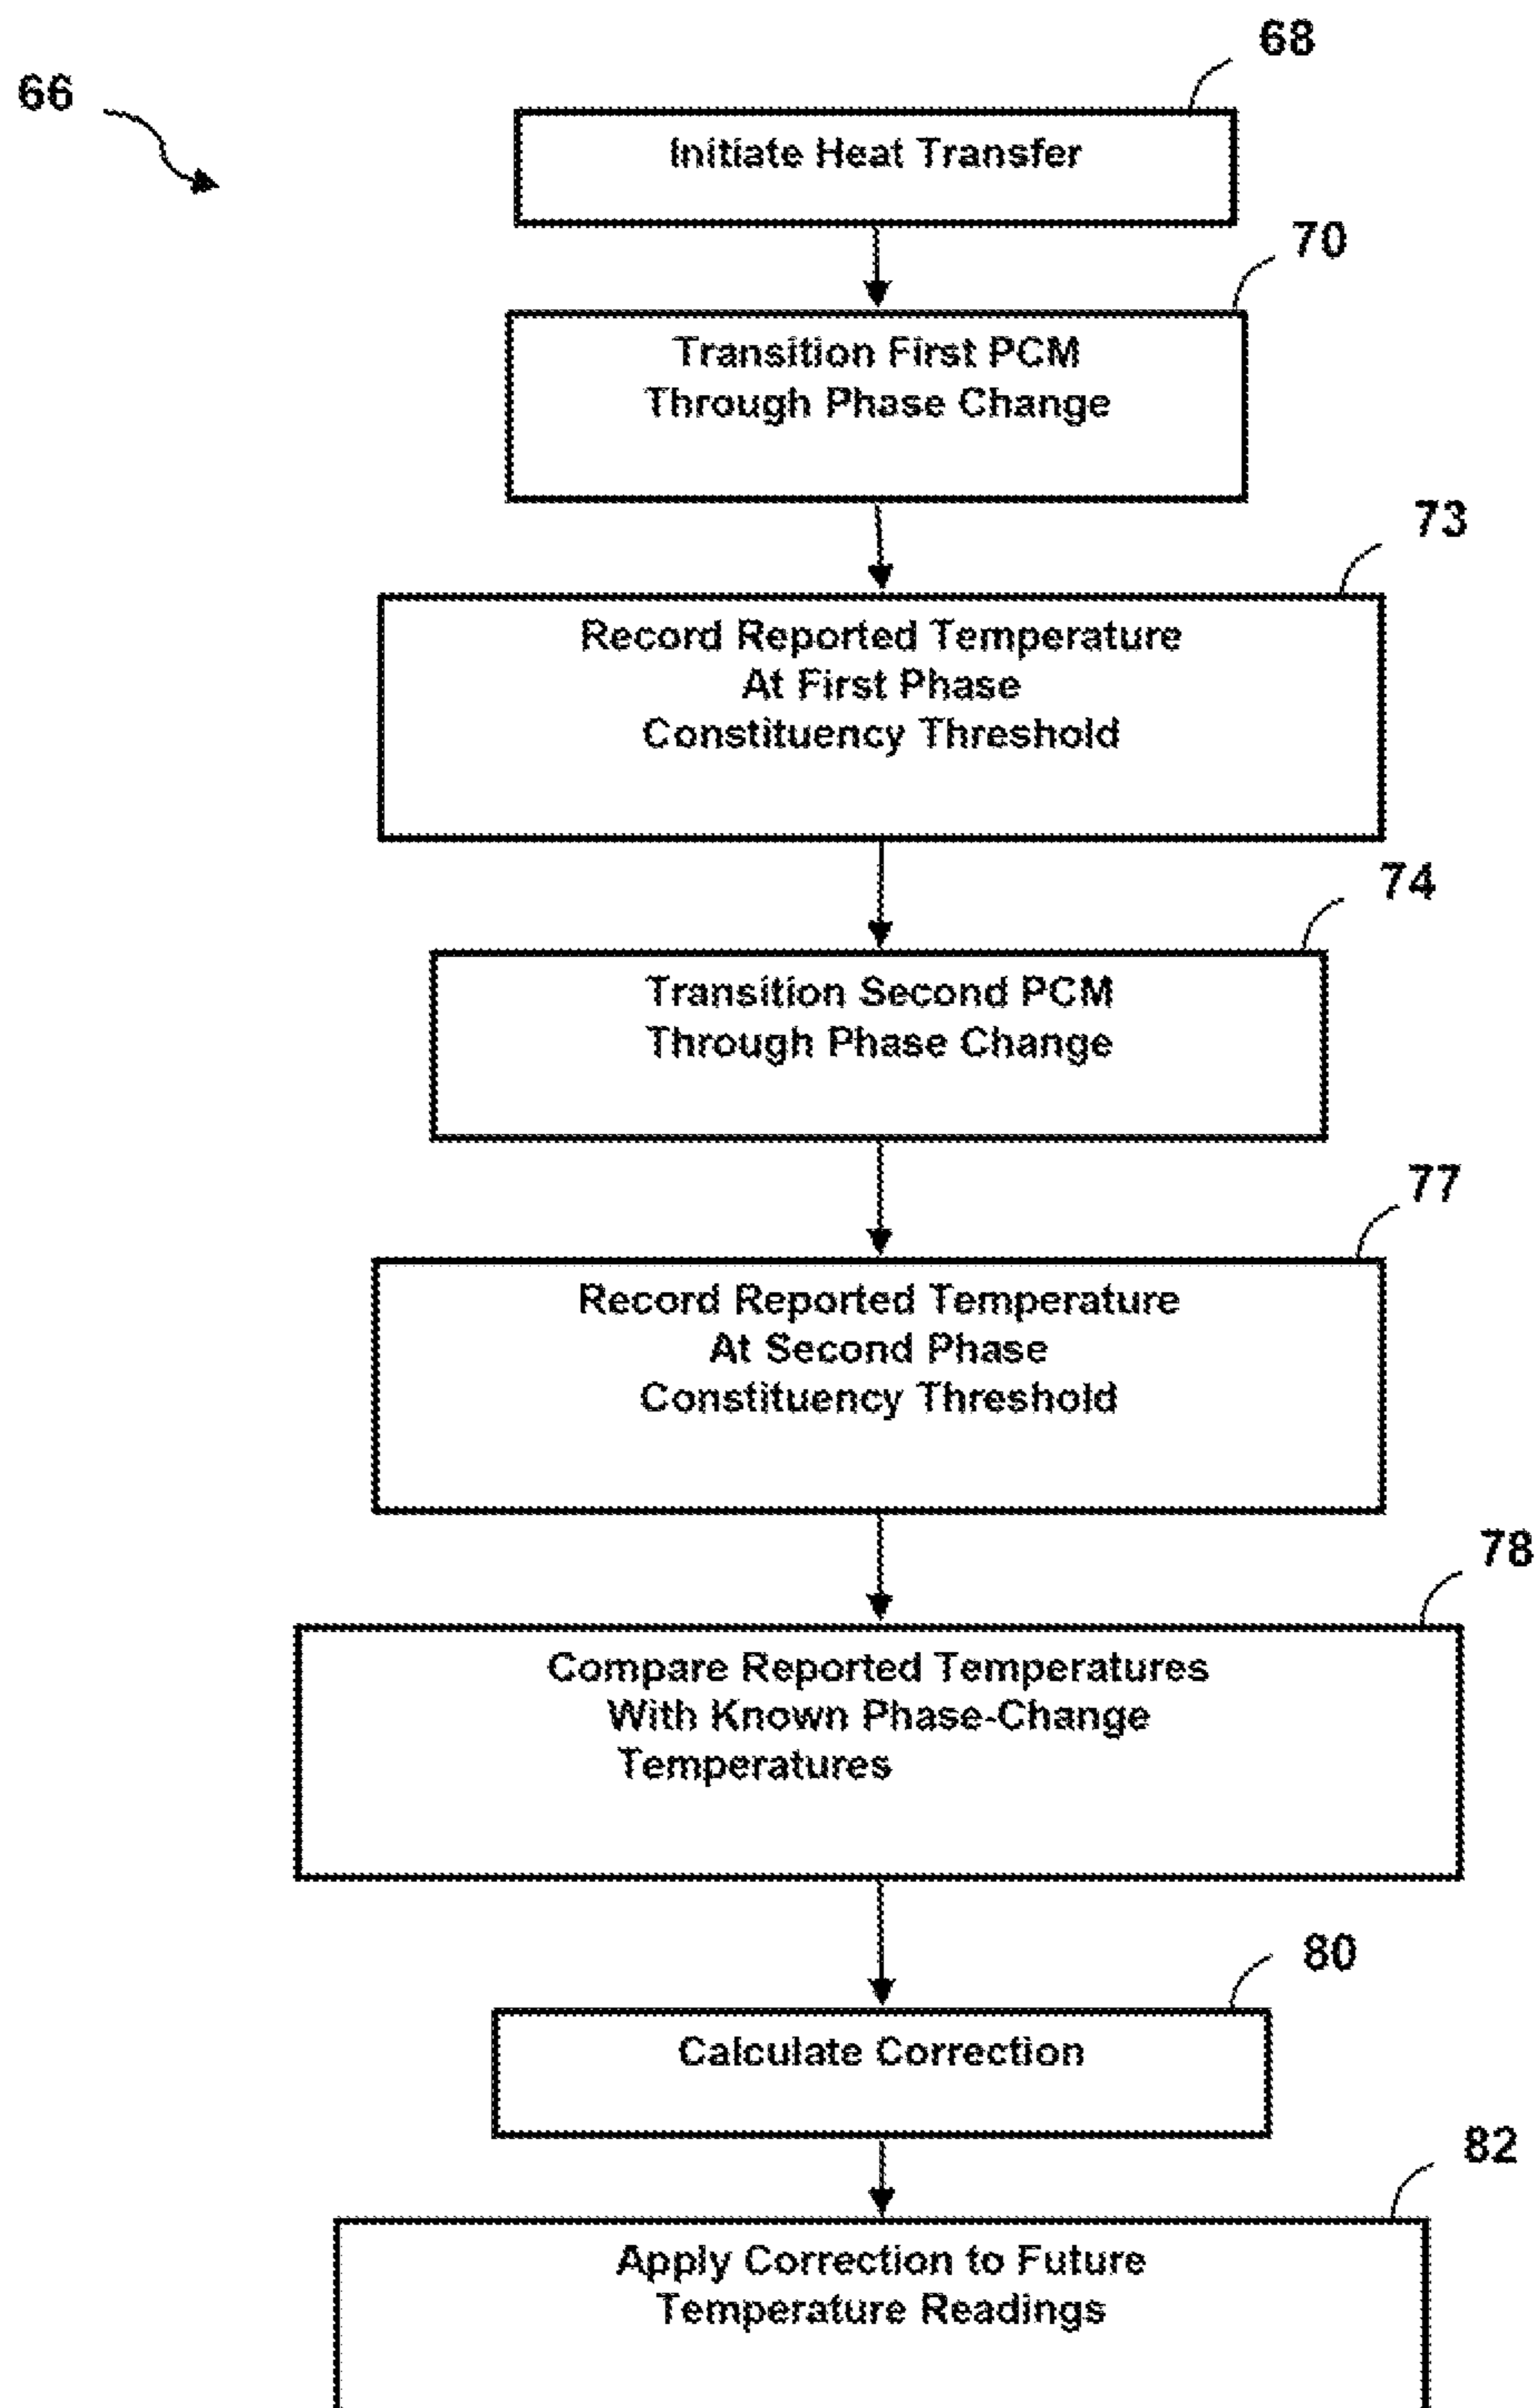 68
66
Initiate Heat Transfer
70
Transition First PCM
Through Phase Change
73
Record Reported Temperature
At First Phase
Constituency Threshold
74
Transition Second PCM
Through Phase Change
77
Record Reported Temperature
At Second Phase
Constituency Threshold
78
Compare Reported Temperatures
With Known Phase-Change
Temperatures
80
Calculate Correction
82
Apply Correction to Future
Temperature Readings